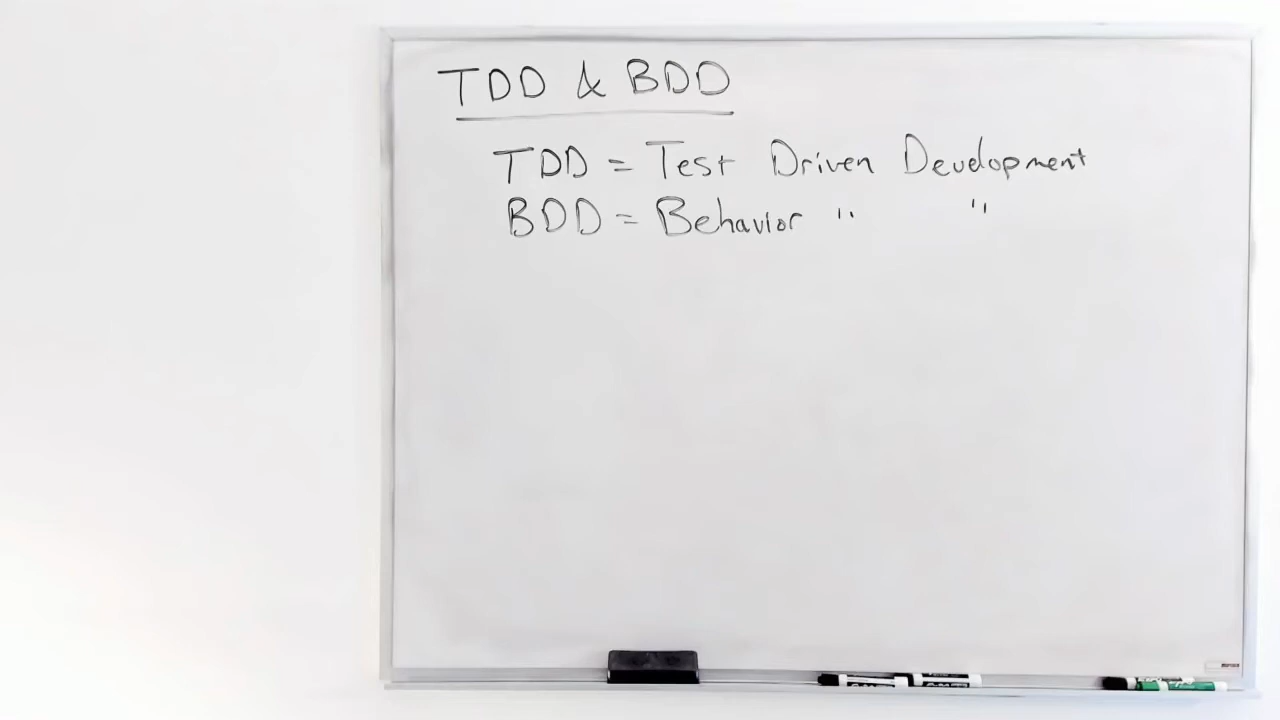 TDD & BDD
TDD = Test Driven Development
BDD = Behavior " "